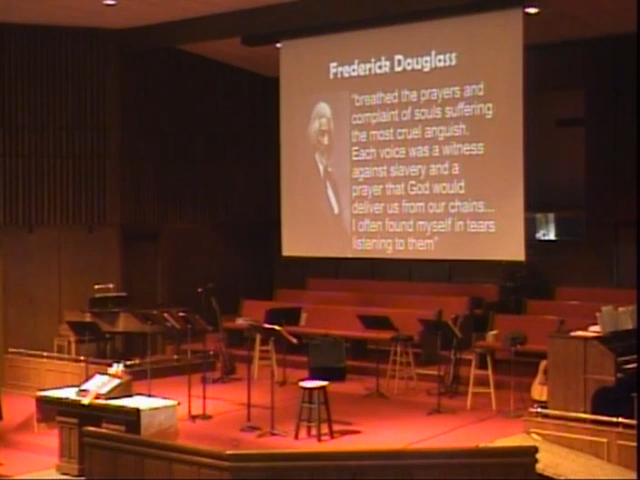 Frederick Douglass
"breathed the prayers and
complaint of souls suffering
the most cruel anguish.
Each voice was a witness
against slavery and a
prayer that God would
deliver us from our chains...
I often found myself in tears
listening to them"